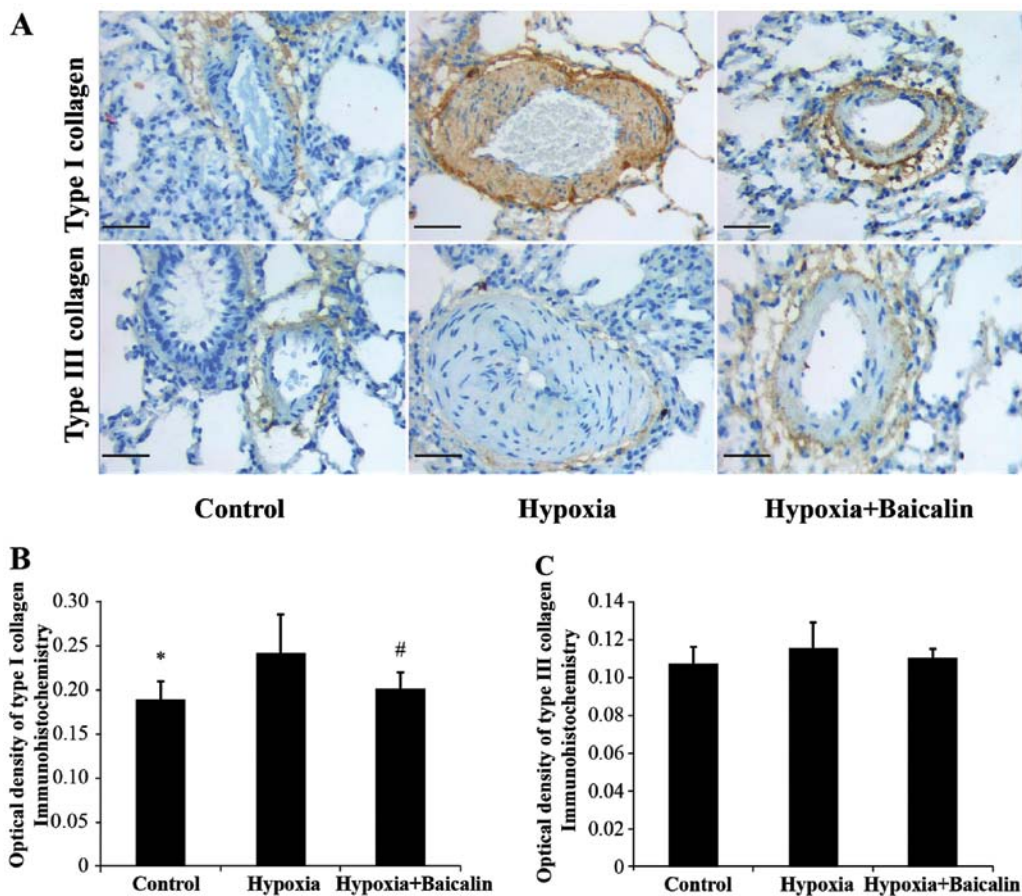 A
Type I collagen
Type III collagen
Control
Hypoxia
Hypoxia+Baicalin
B
Optical density of type I collagen
Immunohistochemistry
0.30
0.25
0.20
0.15
0.10
0.05
0
*
#
Control
Hypoxia
Hypoxia+Baicalin
C
Optical density of type III collagen
Immunohistochemistry
0.14
0.12
0.10
0.08
0.06
0.04
0.02
0.00
Control
Hypoxia
Hypoxia+Baicalin